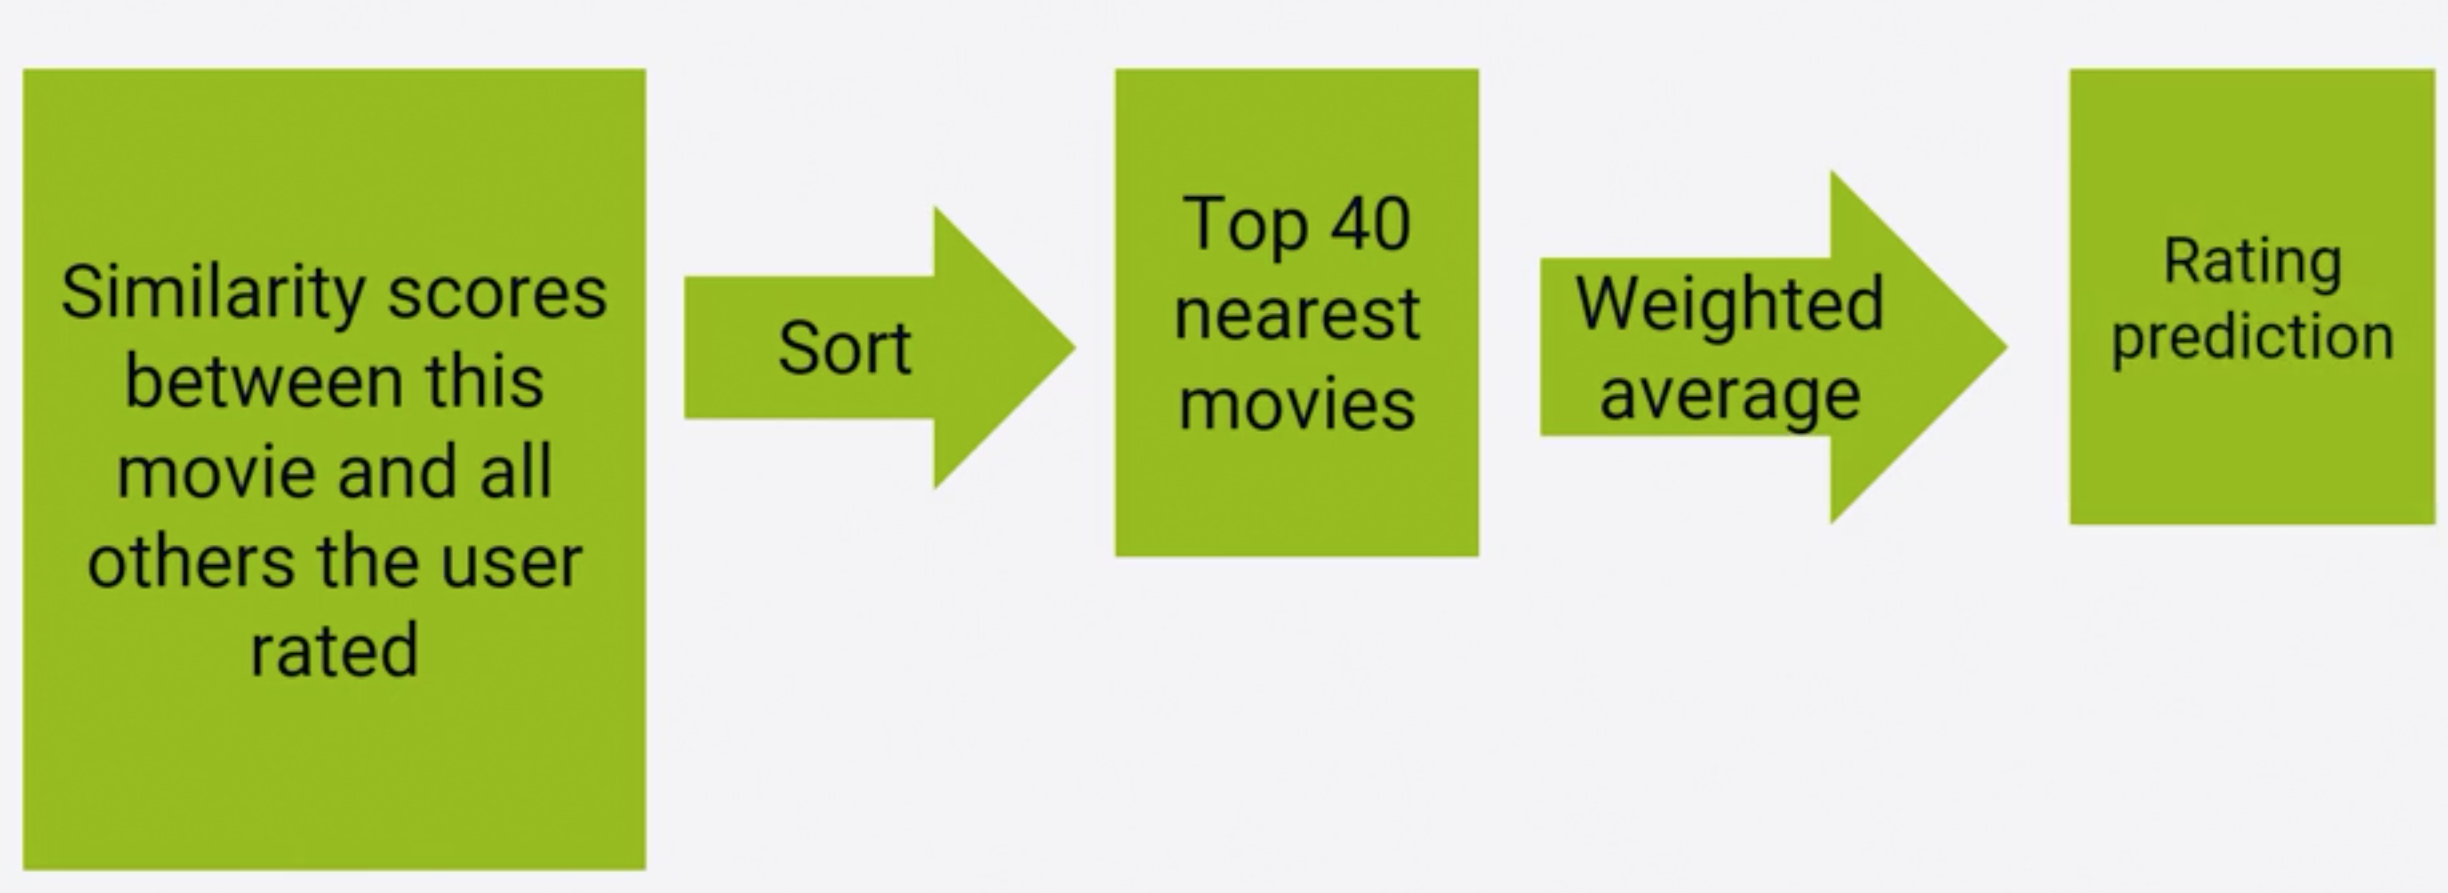 Similarity scores
between this
movie and all
others the user
rated
Sort
Top 40
nearest
movies
Weighted
average
Rating
prediction